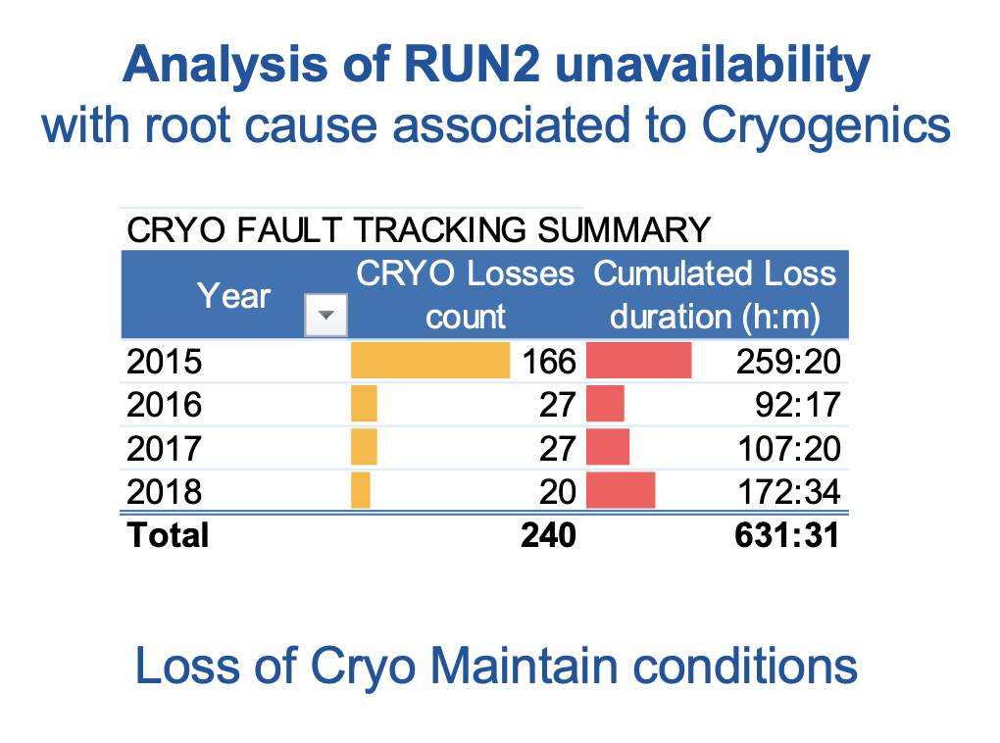 Analysis of RUN2 unavailability
with root cause associated to Cryogenics
CRYO FAULT TRACKING SUMMARY
Year CRYO Losses count Cumulated Loss duration (h:m)
2015 166 259:20
2016 27 92:17
2017 27 107:20
2018 20 172:34
Total 240 631:31
Loss of Cryo Maintain conditions